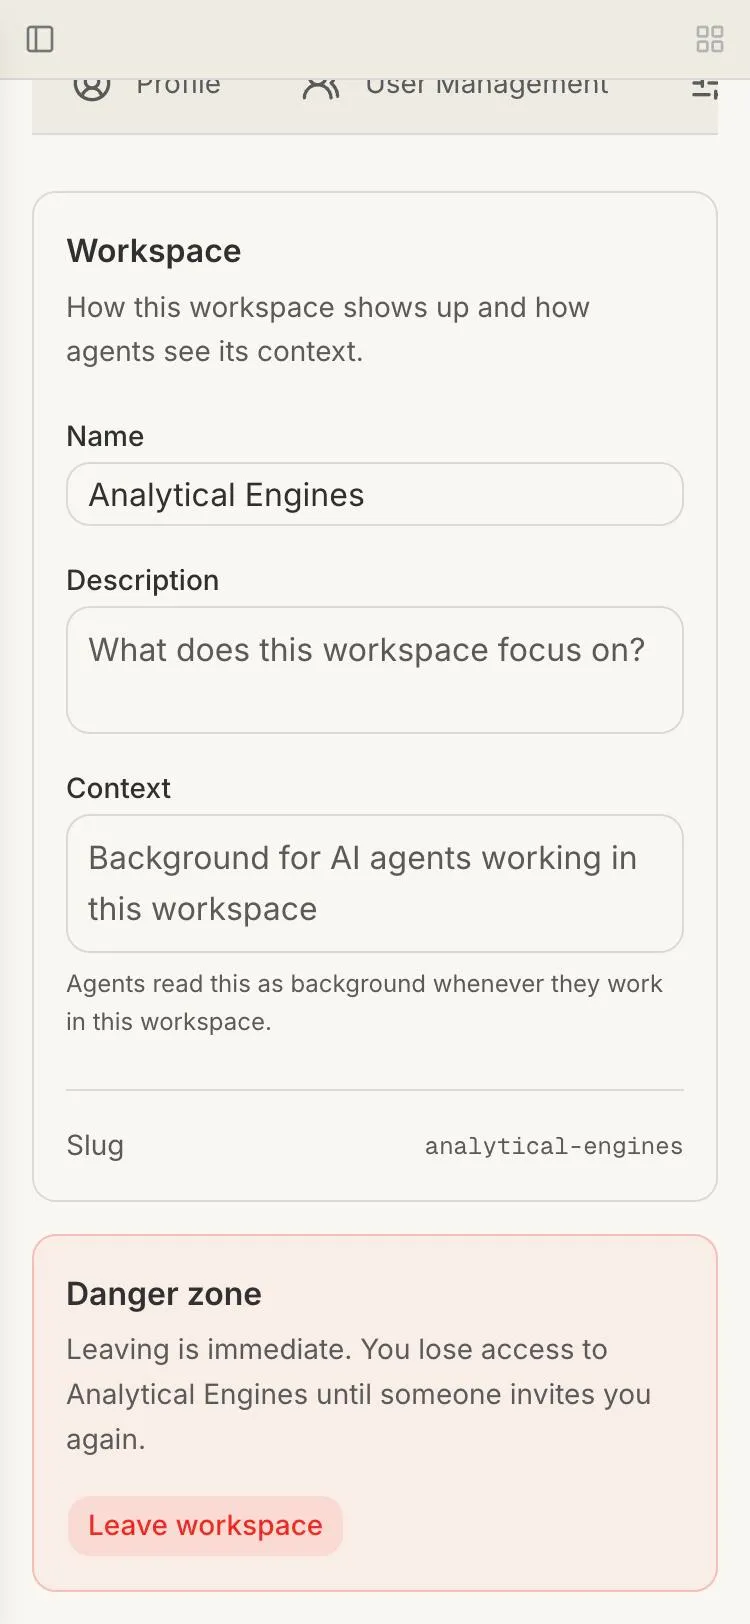 Profile
User Management
Workspace
How this workspace shows up and how
agents see its context.
Name
Analytical Engines
Description
What does this workspace focus on?
Context
Background for AI agents working in
this workspace
Agents read this as background whenever they work
in this workspace.
Slug
analytical-engines
Danger zone
Leaving is immediate. You lose access to
Analytical Engines until someone invites you
again.
Leave workspace